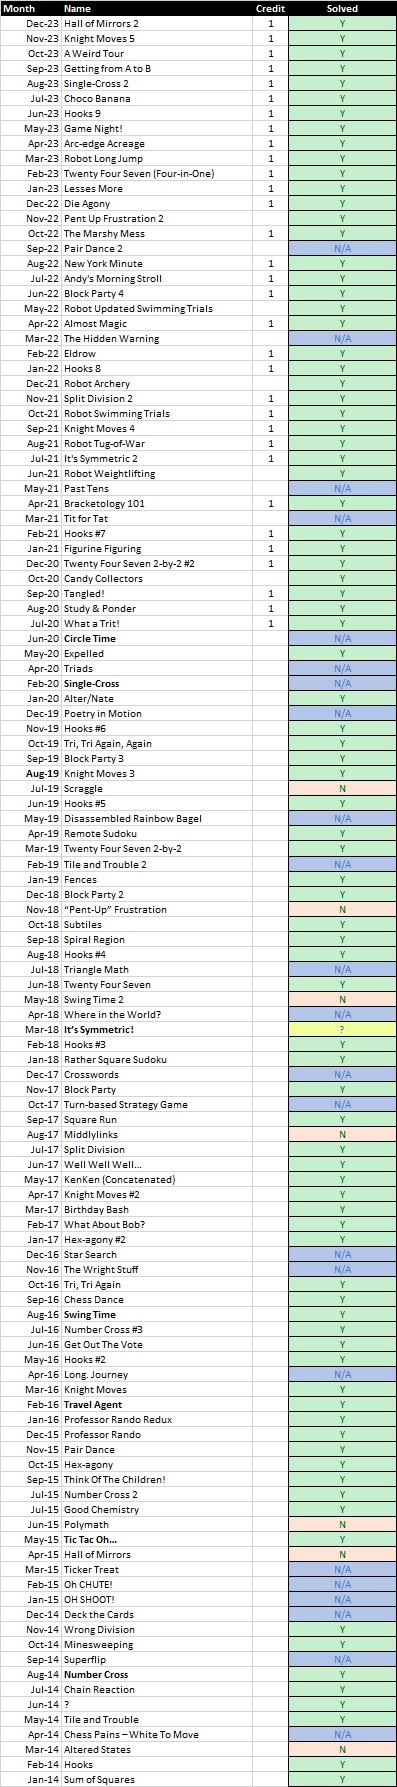 Month Name Credit Solved
Dec-23 Hall of Mirrors 2 1 Y
Nov-23 Knight Moves 5 1 Y
Oct-23 A Weird Tour 1 Y
Sep-23 Getting from A to B 1 Y
Aug-23 Single-Cross 2 1 Y
Jul-23 Choco Banana 1 Y
Jun-23 Hooks 9 1 Y
May-23 Game Night! 1 Y
Apr-23 Arc-edge Acreage 1 Y
Mar-23 Robot Long Jump 1 Y
Feb-23 Twenty Four Seven (Four-in-One) 1 Y
Jan-23 Lesses More 1 Y
Dec-22 Die Agony 1 Y
Nov-22 Pent Up Frustration 2 Y
Oct-22 The Marshy Mess 1 Y
Sep-22 Pair Dance 2 N/A
Aug-22 New York Minute 1 Y
Jul-22 Andy's Morning Stroll 1 Y
Jun-22 Block Party 4 1 Y
May-22 Robot Updated Swimming Trials Y
Apr-22 Almost Magic 1 Y
Mar-22 The Hidden Warning N/A
Feb-22 Eldrow 1 Y
Jan-22 Hooks 8 1 Y
Dec-21 Robot Archery Y
Nov-21 Split Division 2 1 Y
Oct-21 Robot Swimming Trials 1 Y
Sep-21 Knight Moves 4 1 Y
Aug-21 Robot Tug-of-War 1 Y
Jul-21 It's Symmetric 2 1 Y
Jun-21 Robot Weightlifting Y
May-21 Past Tens N/A
Apr-21 Bracketology 101 1 Y
Mar-21 Tit for Tat N/A
Feb-21 Hooks #7 1 Y
Jan-21 Figurine Figuring 1 Y
Dec-20 Twenty Four Seven 2-by-2 #2 1 Y
Oct-20 Candy Collectors Y
Sep-20 Tangled! 1 Y
Aug-20 Study & Ponder 1 Y
Jul-20 What a Trit! 1 Y
Jun-20 Circle Time N/A
May-20 Expelled Y
Apr-20 Triads N/A
Feb-20 Single-Cross N/A
Jan-20 Alter/Nate Y
Dec-19 Poetry in Motion N/A
Nov-19 Hooks #6 Y
Oct-19 Tri, Tri Again, Again Y
Sep-19 Block Party 3 Y
Aug-19 Knight Moves 3 Y
Jul-19 Scraggle N
Jun-19 Hooks #5 Y
May-19 Disassembled Rainbow Bagel N/A
Apr-19 Remote Sudoku Y
Mar-19 Twenty Four Seven 2-by-2 Y
Feb-19 Tile and Trouble 2 N/A
Jan-19 Fences Y
Dec-18 Block Party 2 Y
Nov-18 “Pent-Up” Frustration N
Oct-18 Subtiles Y
Sep-18 Spiral Region Y
Aug-18 Hooks #4 Y
Jul-18 Triangle Math N/A
Jun-18 Twenty Four Seven Y
May-18 Swing Time 2 N
Apr-18 Where in the World? N/A
Mar-18 It’s Symmetric! ?
Feb-18 Hooks #3 Y
Jan-18 Rather Square Sudoku Y
Dec-17 Crosswords N/A
Nov-17 Block Party Y
Oct-17 Turn-based Strategy Game N/A
Sep-17 Square Run Y
Aug-17 Middlylinks N
Jul-17 Split Division Y
Jun-17 Well Well Well... Y
May-17 KenKen (Concatenated) Y
Apr-17 Knight Moves #2 Y
Mar-17 Birthday Bash Y
Feb-17 What About Bob? Y
Jan-17 Hex-agony #2 Y
Dec-16 Star Search N/A
Nov-16 The Wright Stuff N/A
Oct-16 Tri, Tri Again Y
Sep-16 Chess Dance Y
Aug-16 Swing Time Y
Jul-16 Number Cross #3 Y
Jun-16 Get Out The Vote Y
May-16 Hooks #2 Y
Apr-16 Long. Journey N/A
Mar-16 Knight Moves Y
Feb-16 Travel Agent Y
Jan-16 Professor Rando Redux Y
Dec-15 Professor Rando Y
Nov-15 Pair Dance Y
Oct-15 Hex-agony Y
Sep-15 Think Of The Children! Y
Jul-15 Number Cross 2 Y
Jul-15 Good Chemistry Y
Jun-15 Polymath N
May-15 Tic Tac Oh... Y
Apr-15 Hall of Mirrors N
Mar-15 Ticker Treat N/A
Feb-15 Oh CHUTE! N/A
Jan-15 OH SHOOT! N/A
Dec-14 Deck the Cards N/A
Nov-14 Wrong Division Y
Oct-14 Minesweeping Y
Sep-14 Superflip N/A
Aug-14 Number Cross Y
Jul-14 Chain Reaction Y
Jun-14 ? Y
May-14 Tile and Trouble Y
Apr-14 Chess Pains – White To Move N/A
Mar-14 Altered States N
Feb-14 Hooks Y
Jan-14 Sum of Squares Y